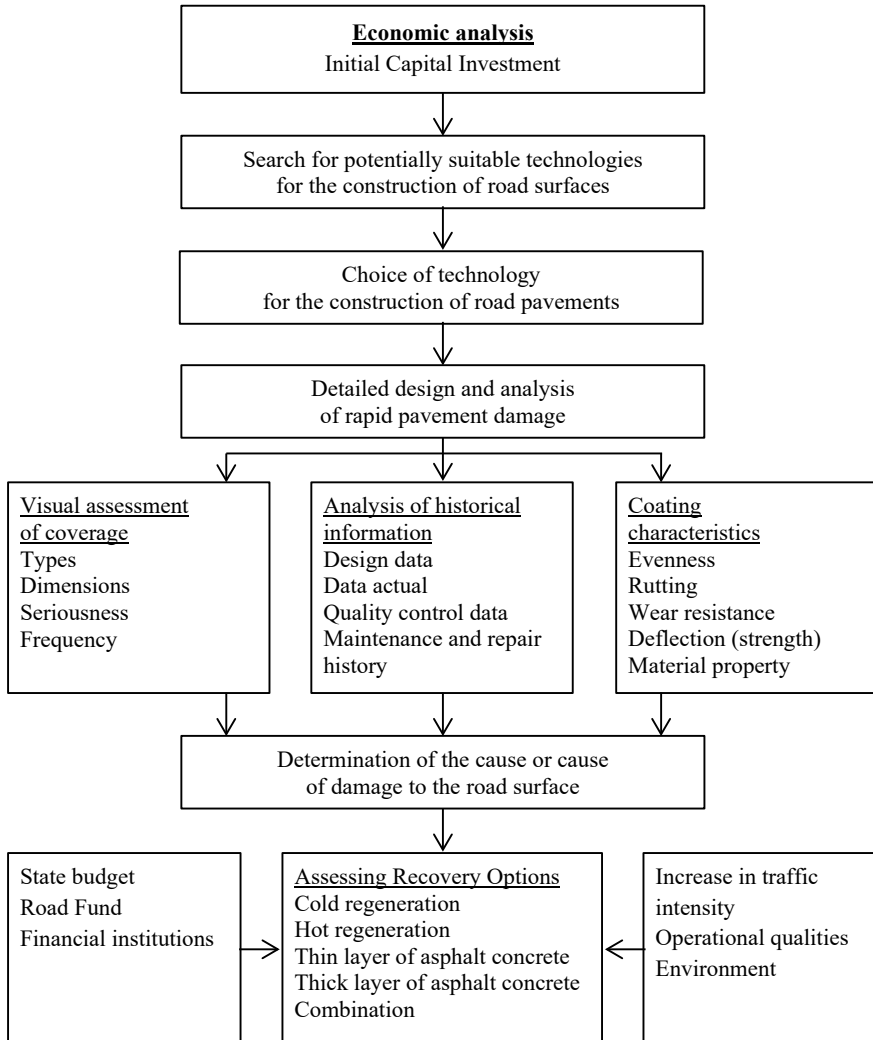 Economic analysis
Initial Capital Investment
Search for potentially suitable technologies
for the construction of road surfaces
Choice of technology
for the construction of road pavements
Detailed design and analysis
of rapid pavement damage
Visual assessment
of coverage
Types
Dimensions
Seriousness
Frequency
Analysis of historical
information
Design data
Data actual
Quality control data
Maintenance and repair
history
Coating
characteristics
Evenness
Rutting
Wear resistance
Deflection (strength)
Material property
Determination of the cause or cause
of damage to the road surface
State budget
Road Fund
Financial institutions
Assessing Recovery Options
Cold regeneration
Hot regeneration
Thin layer of asphalt concrete
Thick layer of asphalt concrete
Combination
Increase in traffic
intensity
Operational qualities
Environment